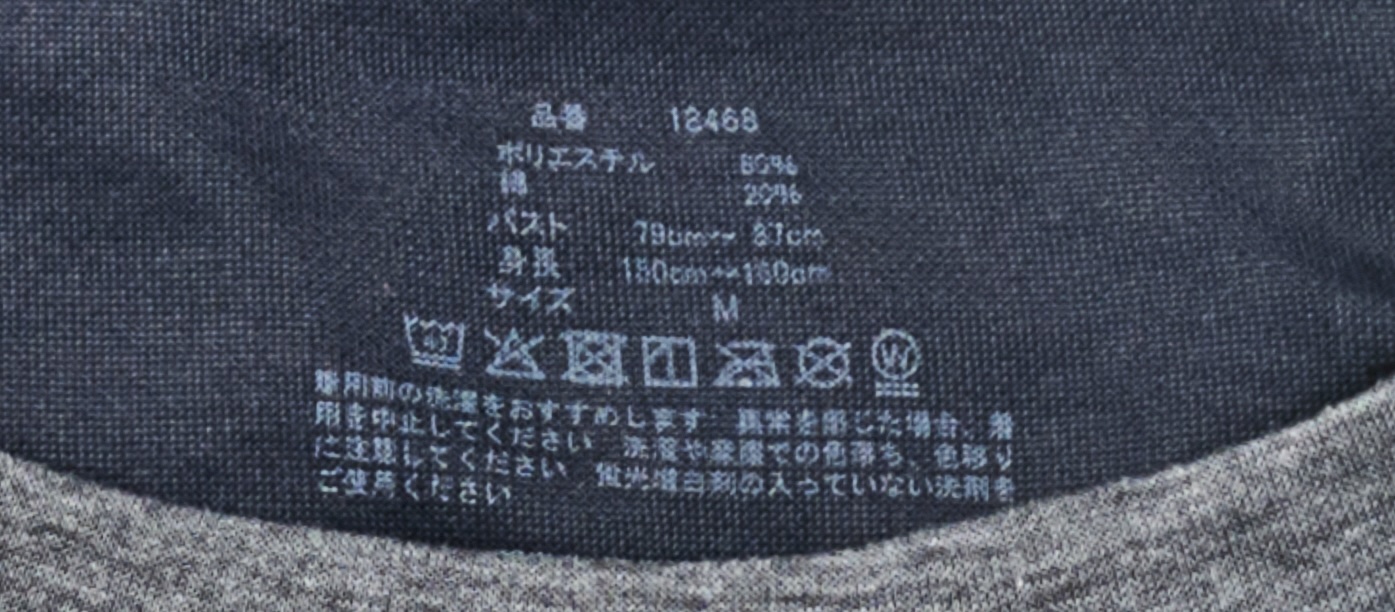 品番 12468
ポリエステル 80%
綿 20%
バスト 79cm〜 87cm
身長 150cm〜160cm
サイズ M
40
W
着用前の洗濯をおすすめします 異常を感じた場合、着
用を中止してください 洗濯や湿度での色落ち、色移り
に注意してください 蛍光増白剤の入っていない洗剤を
ご使用ください